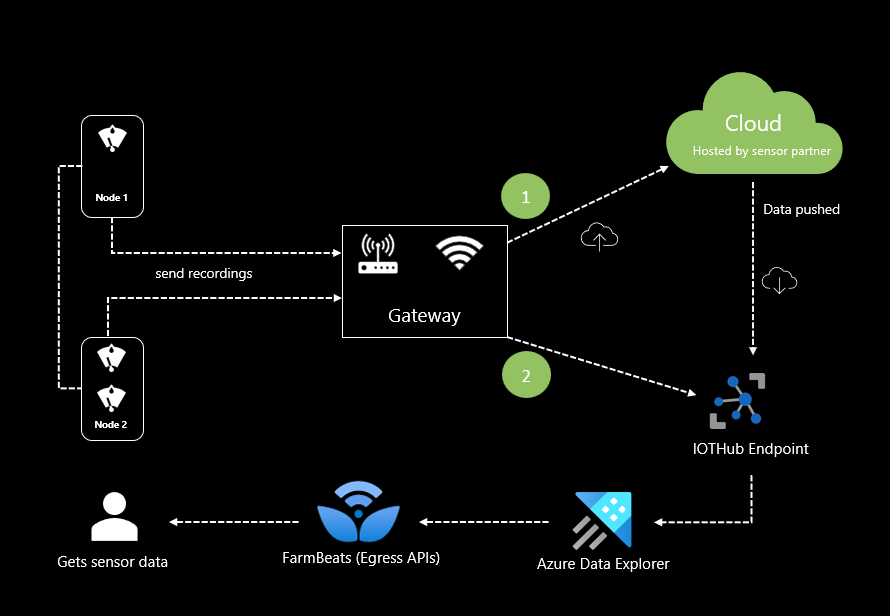 Cloud
Hosted by sensor partner
Node 1
1
Data pushed
send recordings
Gateway
2
Node 2
IOTHub Endpoint
Gets sensor data
FarmBeats (Egress APIs)
Azure Data Explorer